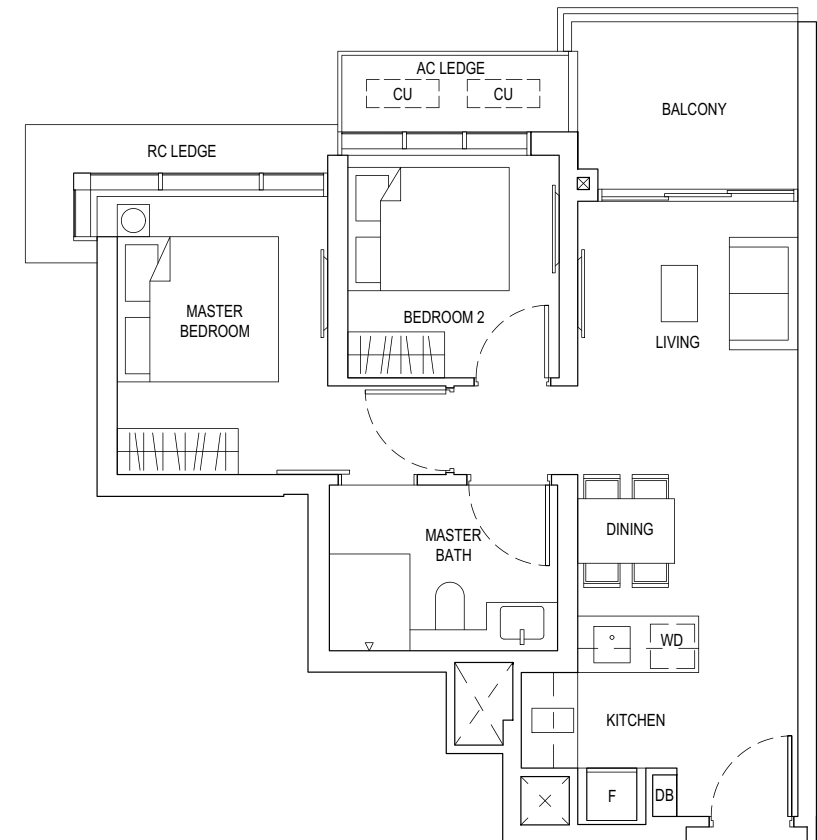 AC LEDGE
CU
CU
BALCONY
RC LEDGE
MASTER
BEDROOM
BEDROOM 2
LIVING
MASTER
BATH
DINING
WD
KITCHEN
F
DB